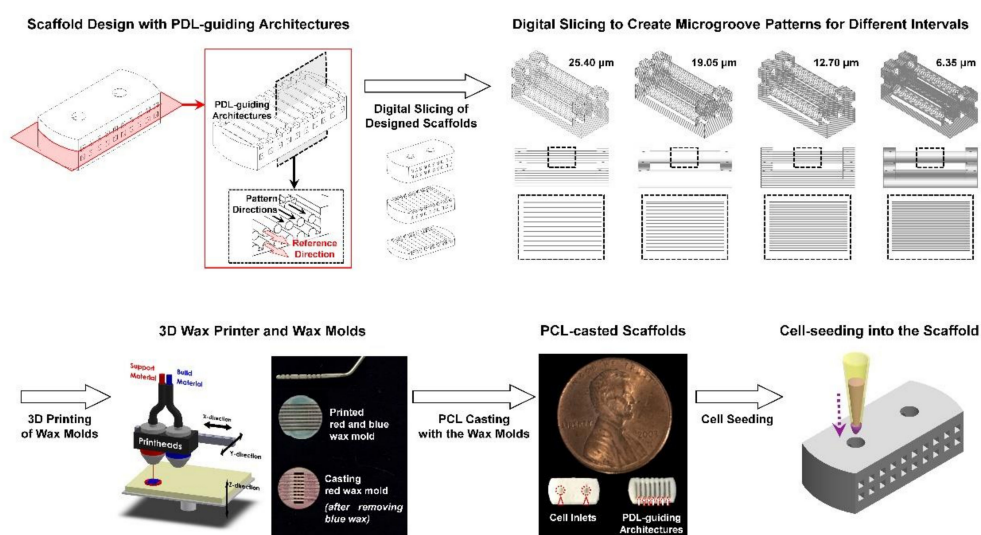 Scaffold Design with PDL-guiding Architectures
Digital Slicing to Create Microgroove Patterns for Different Intervals
PDL-guiding
Architectures
Pattern
Directions
Reference
Direction
Digital Slicing of
Designed Scaffolds
25.40 µm
19.05 µm
12.70 µm
6.35 µm
3D Wax Printer and Wax Molds
PCL-casted Scaffolds
Cell-seeding into the Scaffold
3D Printing
of Wax Molds
Support
Material
Build
Material
X-direction
Y-direction
Z-direction
Printheads
Printed
red and blue
wax mold
Casting
red wax mold
(after removing
blue wax)
PCL Casting
with the Wax Molds
Cell Inlets
PDL-guiding
Architectures
Cell Seeding